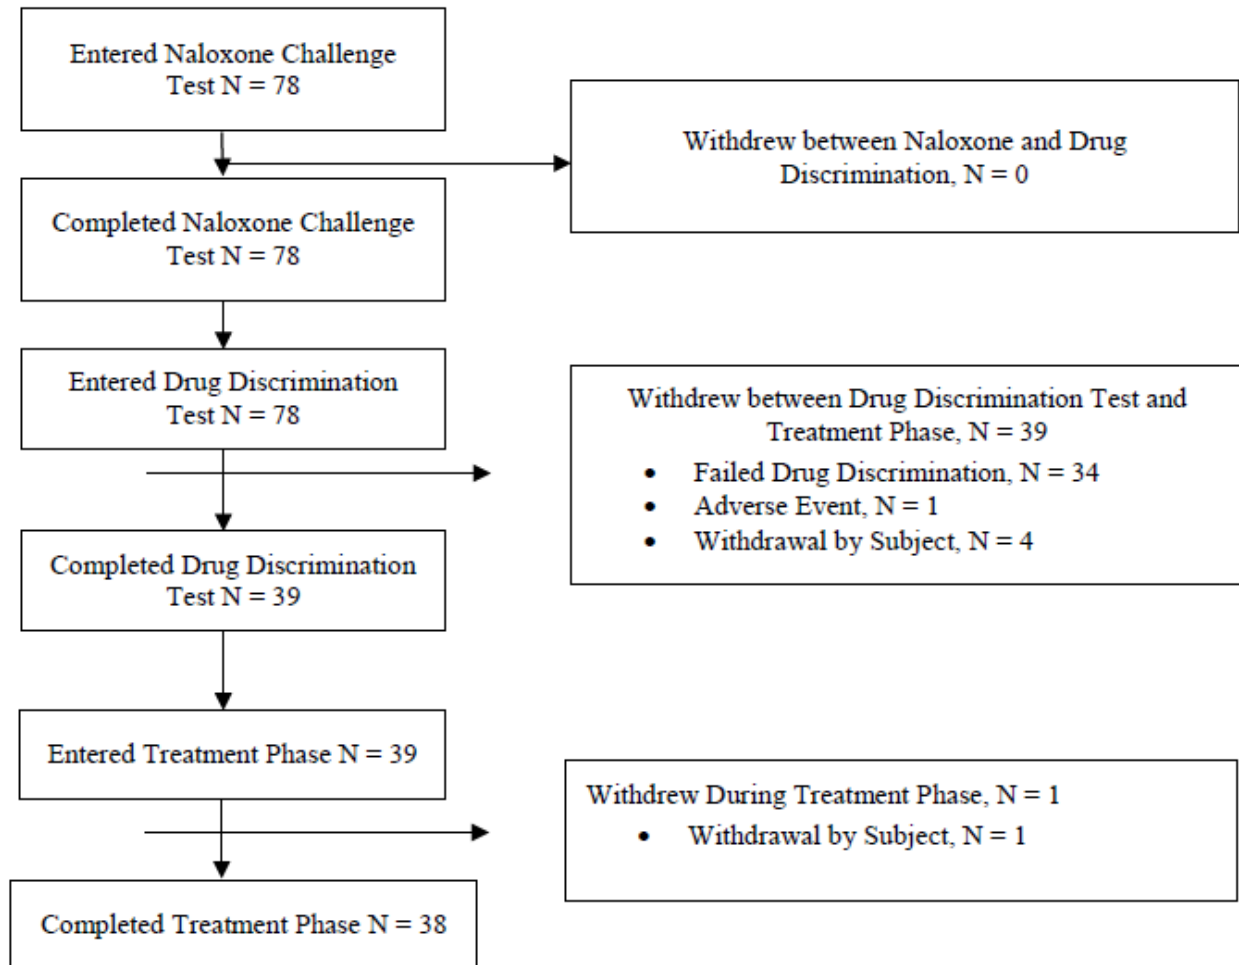 Entered Naloxone Challenge
Test N = 78
Withdrew between Naloxone and Drug
Discrimination, N = 0
Completed Naloxone Challenge
Test N = 78
Entered Drug Discrimination
Test N = 78
Withdrew between Drug Discrimination Test and
Treatment Phase, N = 39
• Failed Drug Discrimination, N = 34
• Adverse Event, N = 1
• Withdrawal by Subject, N = 4
Completed Drug Discrimination
Test N = 39
Entered Treatment Phase N = 39
Withdrew During Treatment Phase, N = 1
• Withdrawal by Subject, N = 1
Completed Treatment Phase N = 38